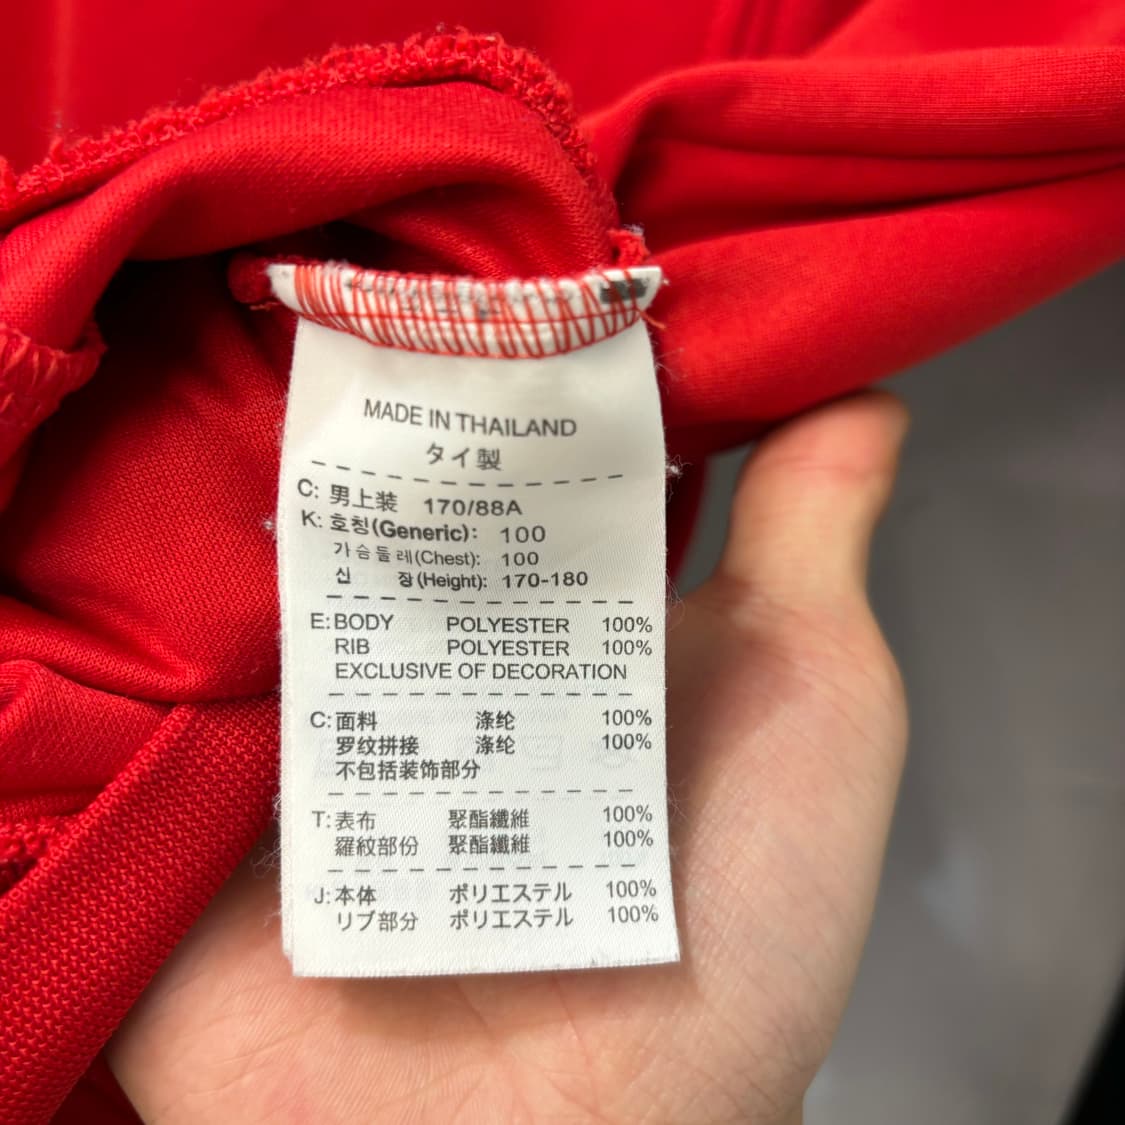 MADE IN THAILAND
タイ製
C: 男上装 170/88A
K: 호칭(Generic): 100
가슴둘레(Chest): 100
신 장(Height): 170-180
E: BODY POLYESTER 100%
RIB POLYESTER 100%
EXCLUSIVE OF DECORATION
C: 面料 涤纶 100%
罗纹拼接 涤纶 100%
不包括装饰部分
T: 表布 聚酯纖維 100%
羅紋部份 聚酯纖維 100%
J: 本体 ポリエステル 100%
リブ部分 ポリエステル 100%